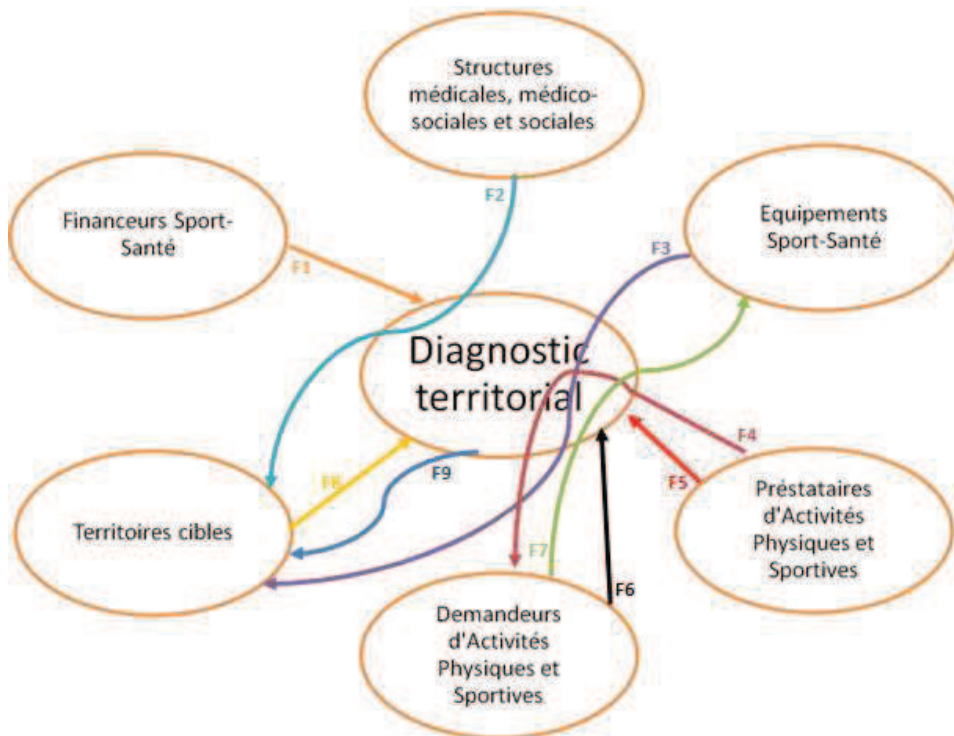 Structures
médicales, médico-
sociales et sociales
F2
Financeurs Sport-
Santé
F1
Equipements
Sport-Santé
F3
Diagnostic
territorial
F4
F5
Préstataires
d'Activités
Physiques et
Sportives
F8
F9
Territoires cibles
F7
F6
Demandeurs
d'Activités
Physiques et
Sportives